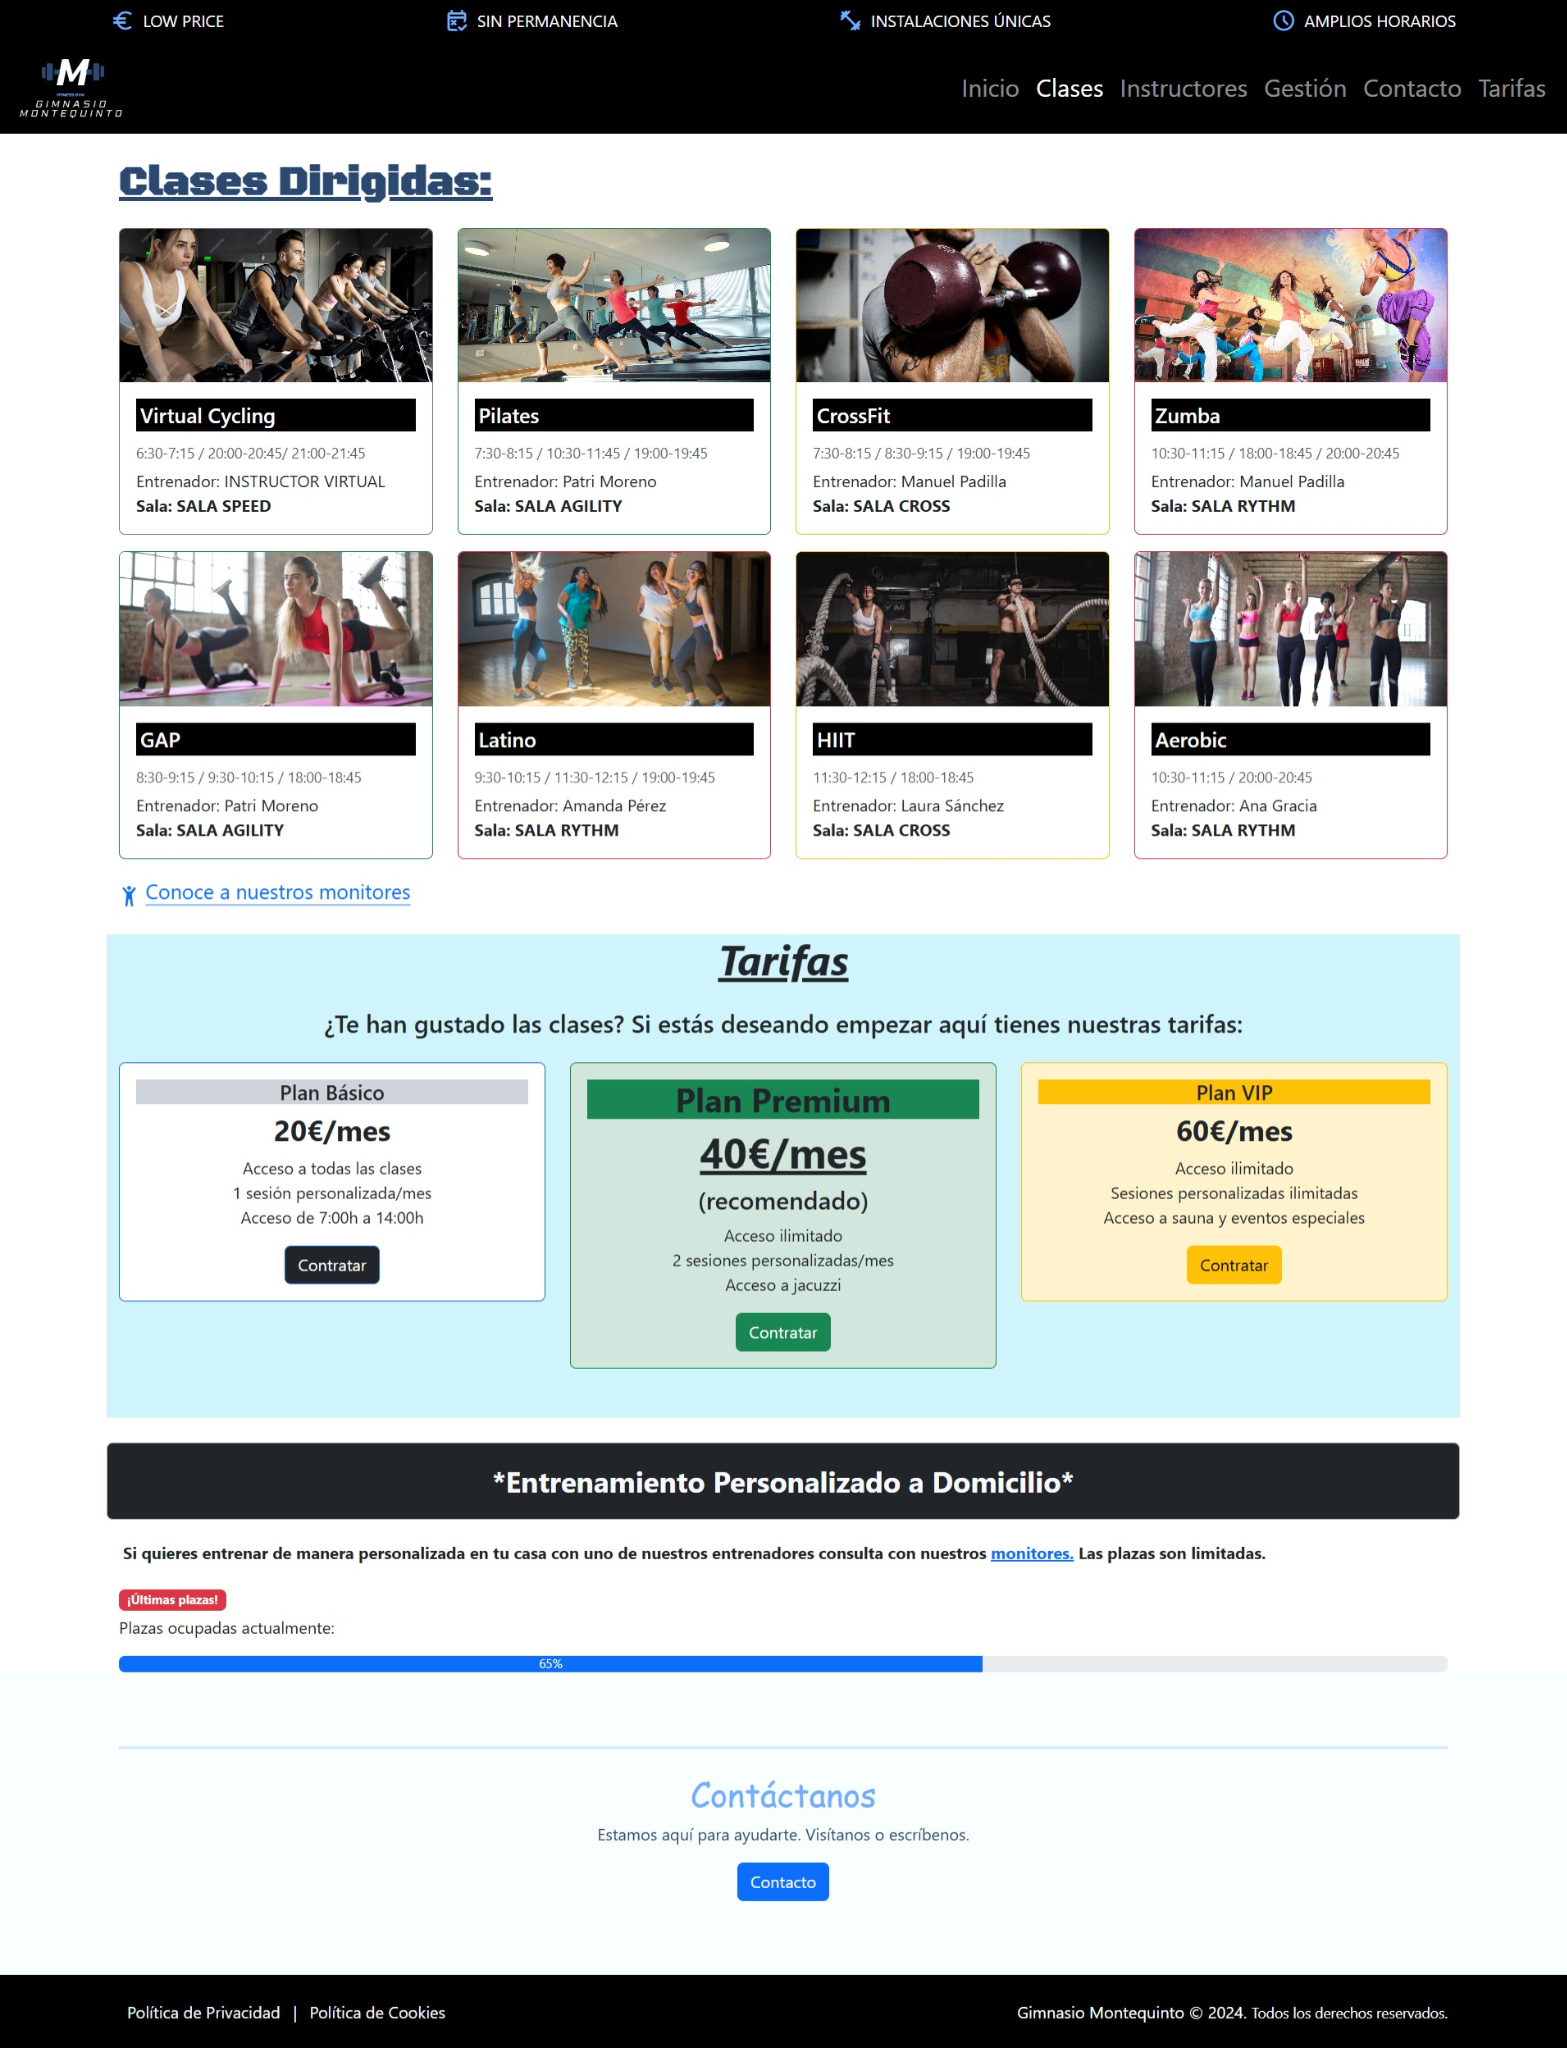 LOW PRICE
SIN PERMANENCIA
INSTALACIONES ÚNICAS
AMPLIOS HORARIOS
M
FITNESS GYM
GIMNASIO
MONTEQUINTO
Inicio Clases Instructores Gestión Contacto Tarifas
Clases Dirigidas:
Virtual Cycling
6:30-7:15 / 20:00-20:45/ 21:00-21:45
Entrenador: INSTRUCTOR VIRTUAL
Sala: SALA SPEED
Pilates
7:30-8:15 / 10:30-11:45 / 19:00-19:45
Entrenador: Patri Moreno
Sala: SALA AGILITY
CrossFit
7:30-8:15 / 8:30-9:15 / 19:00-19:45
Entrenador: Manuel Padilla
Sala: SALA CROSS
Zumba
10:30-11:15 / 18:00-18:45 / 20:00-20:45
Entrenador: Manuel Padilla
Sala: SALA RYTHM
GAP
8:30-9:15 / 9:30-10:15 / 18:00-18:45
Entrenador: Patri Moreno
Sala: SALA AGILITY
Latino
9:30-10:15 / 11:30-12:15 / 19:00-19:45
Entrenador: Amanda Pérez
Sala: SALA RYTHM
HIIT
11:30-12:15 / 18:00-18:45
Entrenador: Laura Sánchez
Sala: SALA CROSS
Aerobic
10:30-11:15 / 20:00-20:45
Entrenador: Ana Gracia
Sala: SALA RYTHM
Conoce a nuestros monitores
Tarifas
¿Te han gustado las clases? Si estás deseando empezar aquí tienes nuestras tarifas:
Plan Básico
20€/mes
Acceso a todas las clases
1 sesión personalizada/mes
Acceso de 7:00h a 14:00h
Contratar
Plan Premium
40€/mes
(recomendado)
Acceso ilimitado
2 sesiones personalizadas/mes
Acceso a jacuzzi
Contratar
Plan VIP
60€/mes
Acceso ilimitado
Sesiones personalizadas ilimitadas
Acceso a sauna y eventos especiales
Contratar
*Entrenamiento Personalizado a Domicilio*
Si quieres entrenar de manera personalizada en tu casa con uno de nuestros entrenadores consulta con nuestros monitores. Las plazas son limitadas.
¡Últimas plazas!
Plazas ocupadas actualmente:
65%
Contáctanos
Estamos aquí para ayudarte. Visítanos o escríbenos.
Contacto
Política de Privacidad | Política de Cookies
Gimnasio Montequinto © 2024. Todos los derechos reservados.